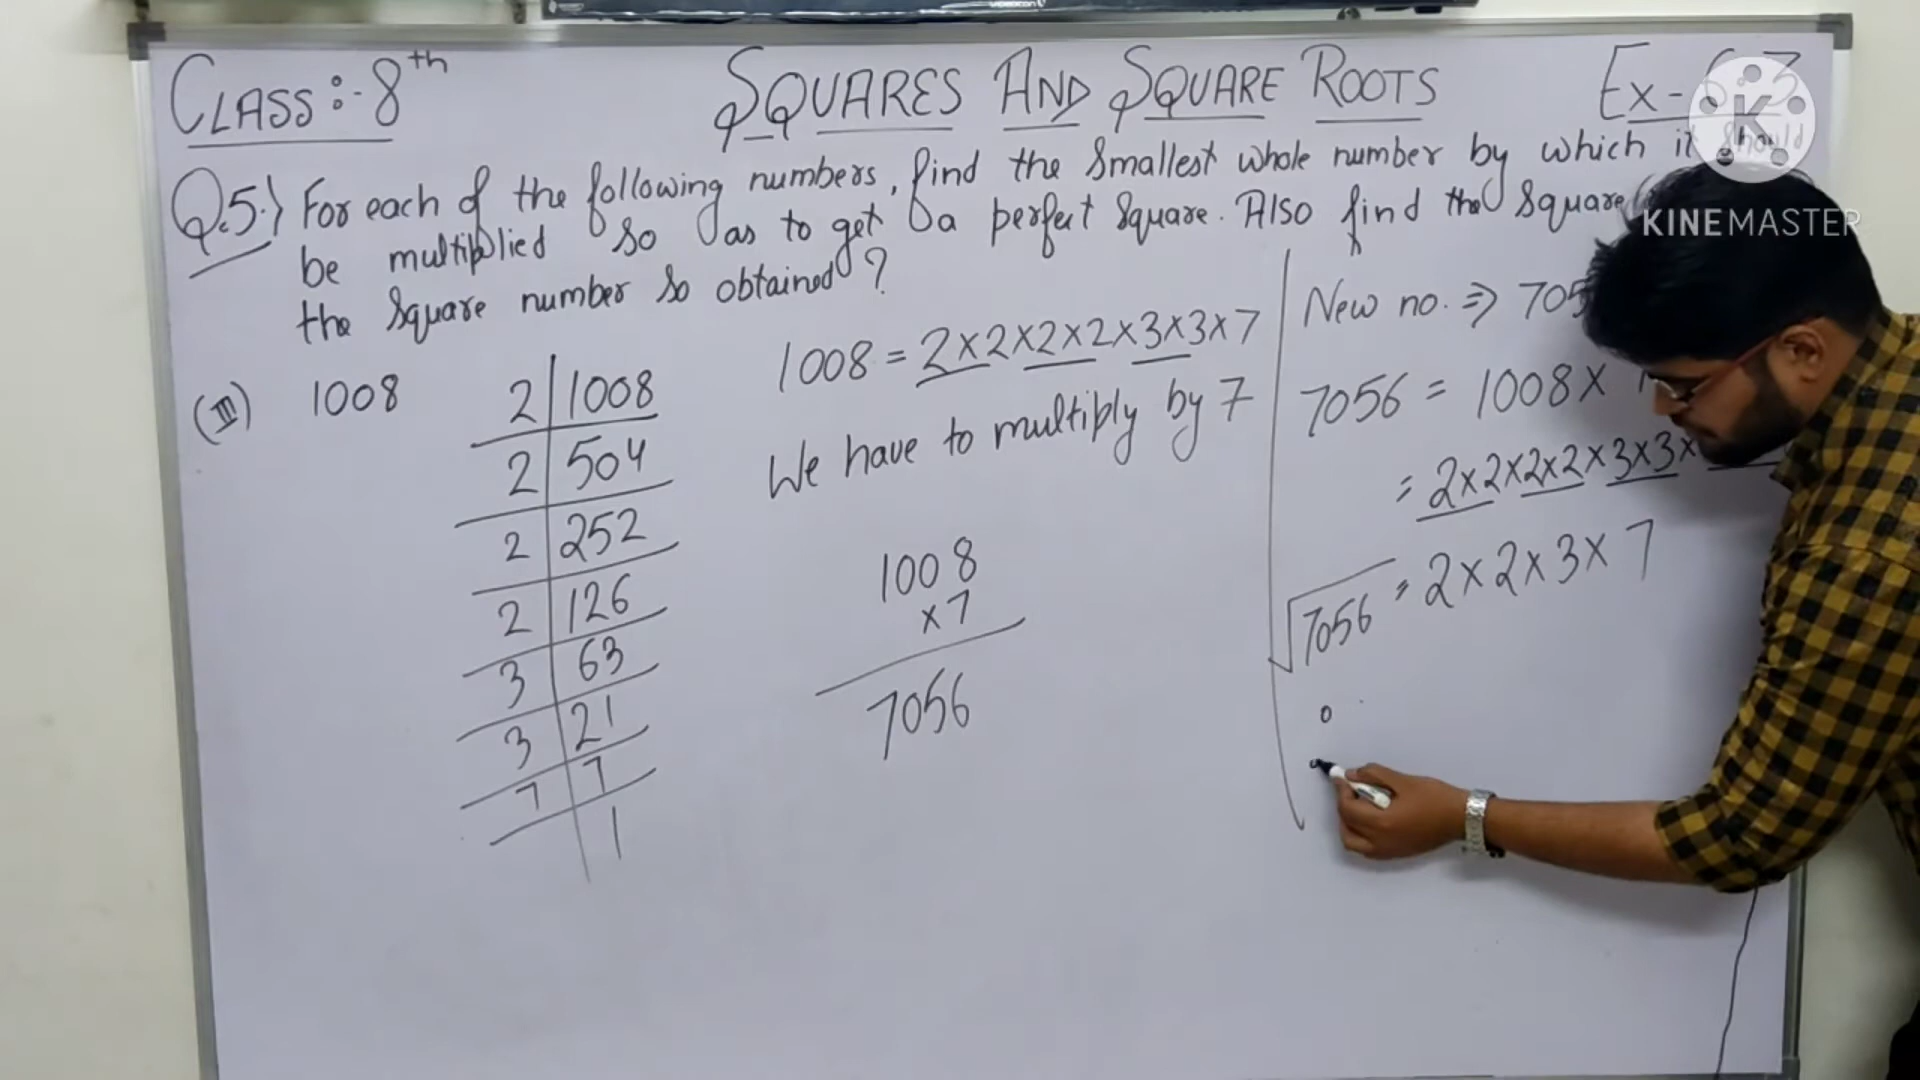 CLASS :- 8th SQUARES AND SQUARE ROOTS Ex-6.3
Q.5.) For each of the following numbers, find the smallest whole number by which it should
be multiplied so as to get a perfect square. Also find the square
the square number so obtained ?
(III) 1008
2 | 1008
2 | 504
2 | 252
2 | 126
3 | 63
3 | 21
7 | 7
1
1008 = 2×2×2×2×3×3×7
We have to multiply by 7
1008
×7
7056
New no. ⇒ 705
7056 = 1008×
= 2×2×2×2×3×3×
√7056 = 2×2×3×7
K
KINEMASTER